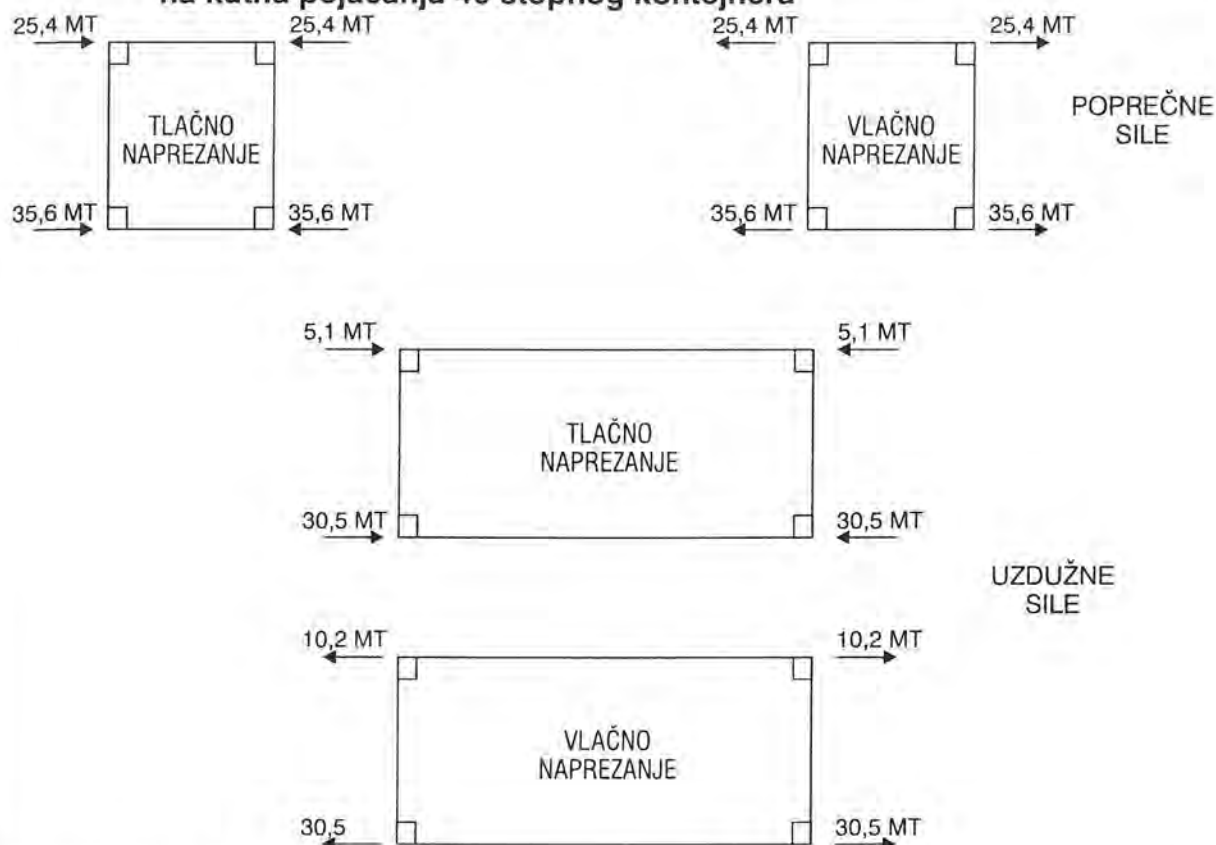 na kutna pojačanja 40 stopnog kontejnera
25,4 MT 25,4 MT
TLAČNO
NAPREZANJE
35,6 MT 35,6 MT
25,4 MT 25,4 MT
VLAČNO
NAPREZANJE
35,6 MT 35,6 MT
POPREČNE
SILE
5,1 MT 5,1 MT
TLAČNO
NAPREZANJE
30,5 MT 30,5 MT
UZDUŽNE
SILE
10,2 MT 10,2 MT
VLAČNO
NAPREZANJE
30,5 30,5 MT